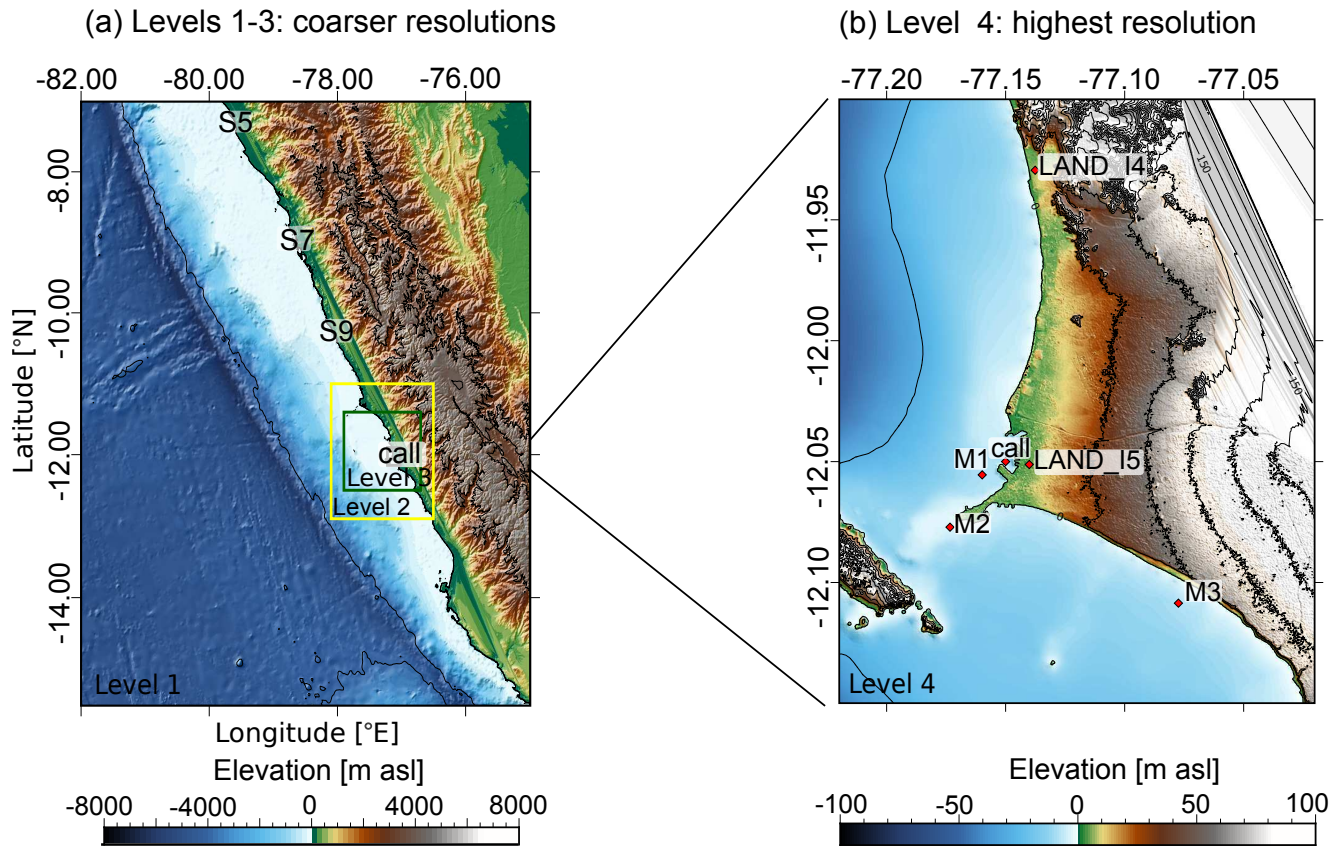 (a) Levels 1-3: coarser resolutions
(b) Level 4: highest resolution
-82.00 -80.00 -78.00 -76.00
-77.20 -77.15 -77.10 -77.05
S5
-8.00
S7
-10.00
S9
Latitude [°N]
-12.00
call
Level 3
Level 2
-14.00
Level 1
Longitude [°E]
Elevation [m asl]
-8000 -4000 0 4000 8000
150
LAND_I4
-11.95
0
-12.00
150
call
M1
LAND_I5
-12.05
M2
0
-12.10
M3
Level 4
Elevation [m asl]
-100 -50 0 50 100